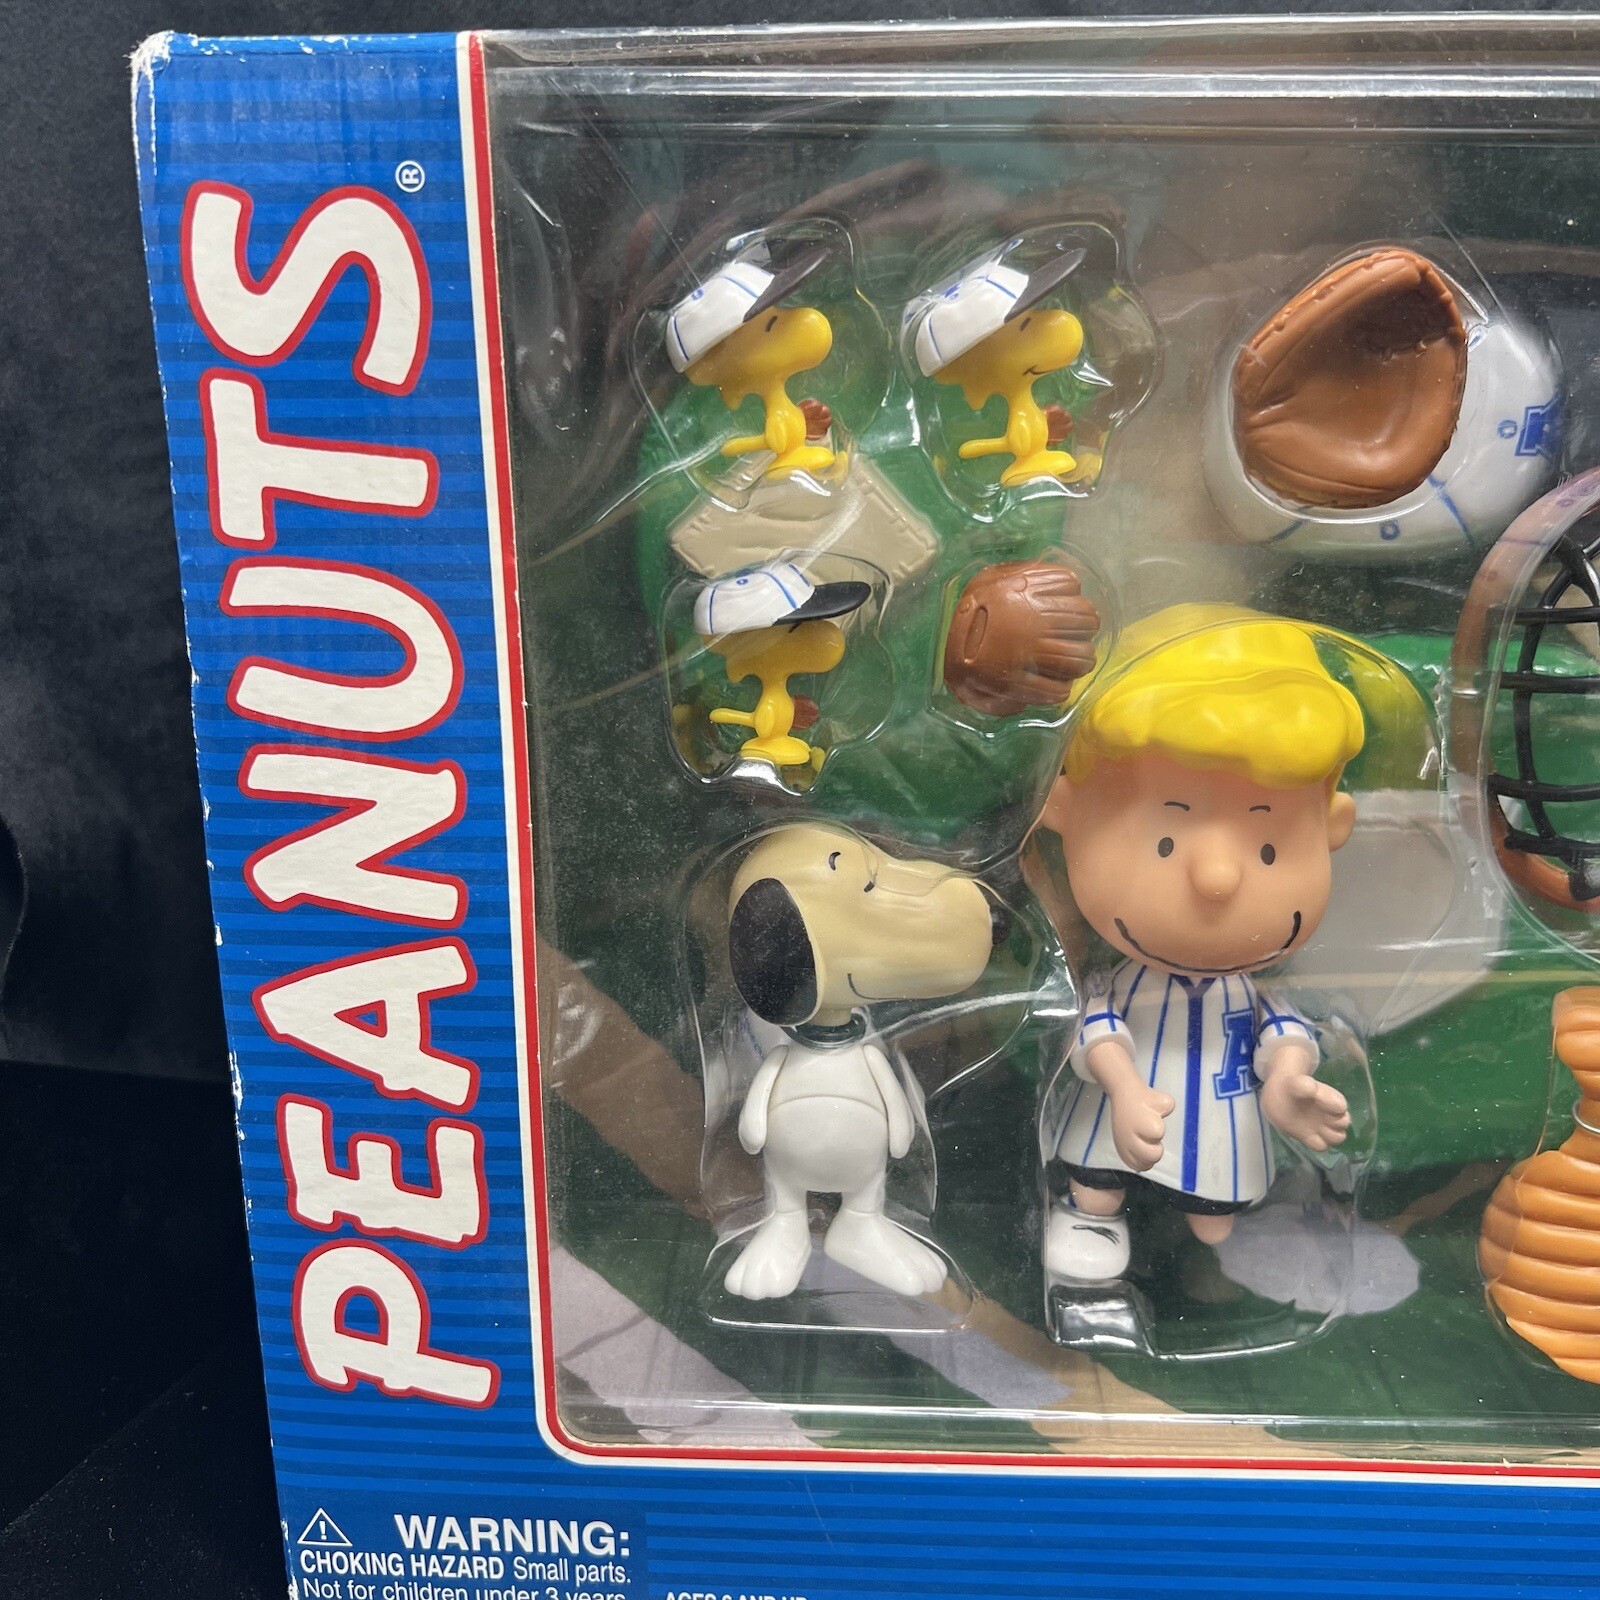 PEANUTS®
A
WARNING:
CHOKING HAZARD Small parts.
Not for children under 3 years.